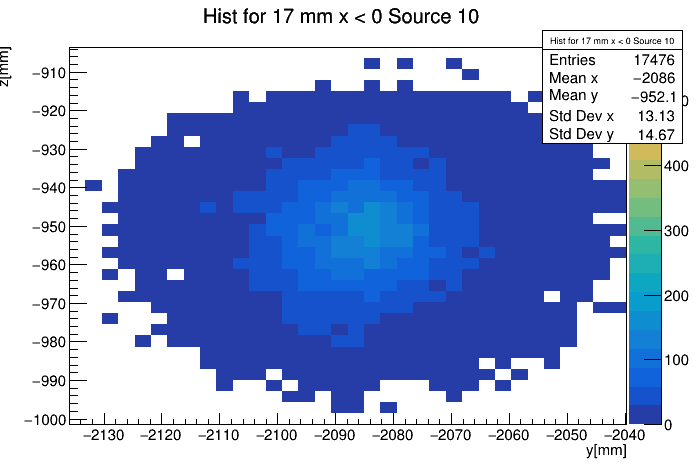 Hist for 17 mm x < 0 Source 10
z[mm]
Hist for 17 mm x < 0 Source 10
Entries 17476
Mean x −2086
Mean y −952.1
Std Dev x 13.13
Std Dev y 14.67
−910
−920
−930
−940
−950
−960
−970
−980
−990
−1000
0
400
300
200
100
0
−2130 −2120 −2110 −2100 −2090 −2080 −2070 −2060 −2050 −2040
y[mm]